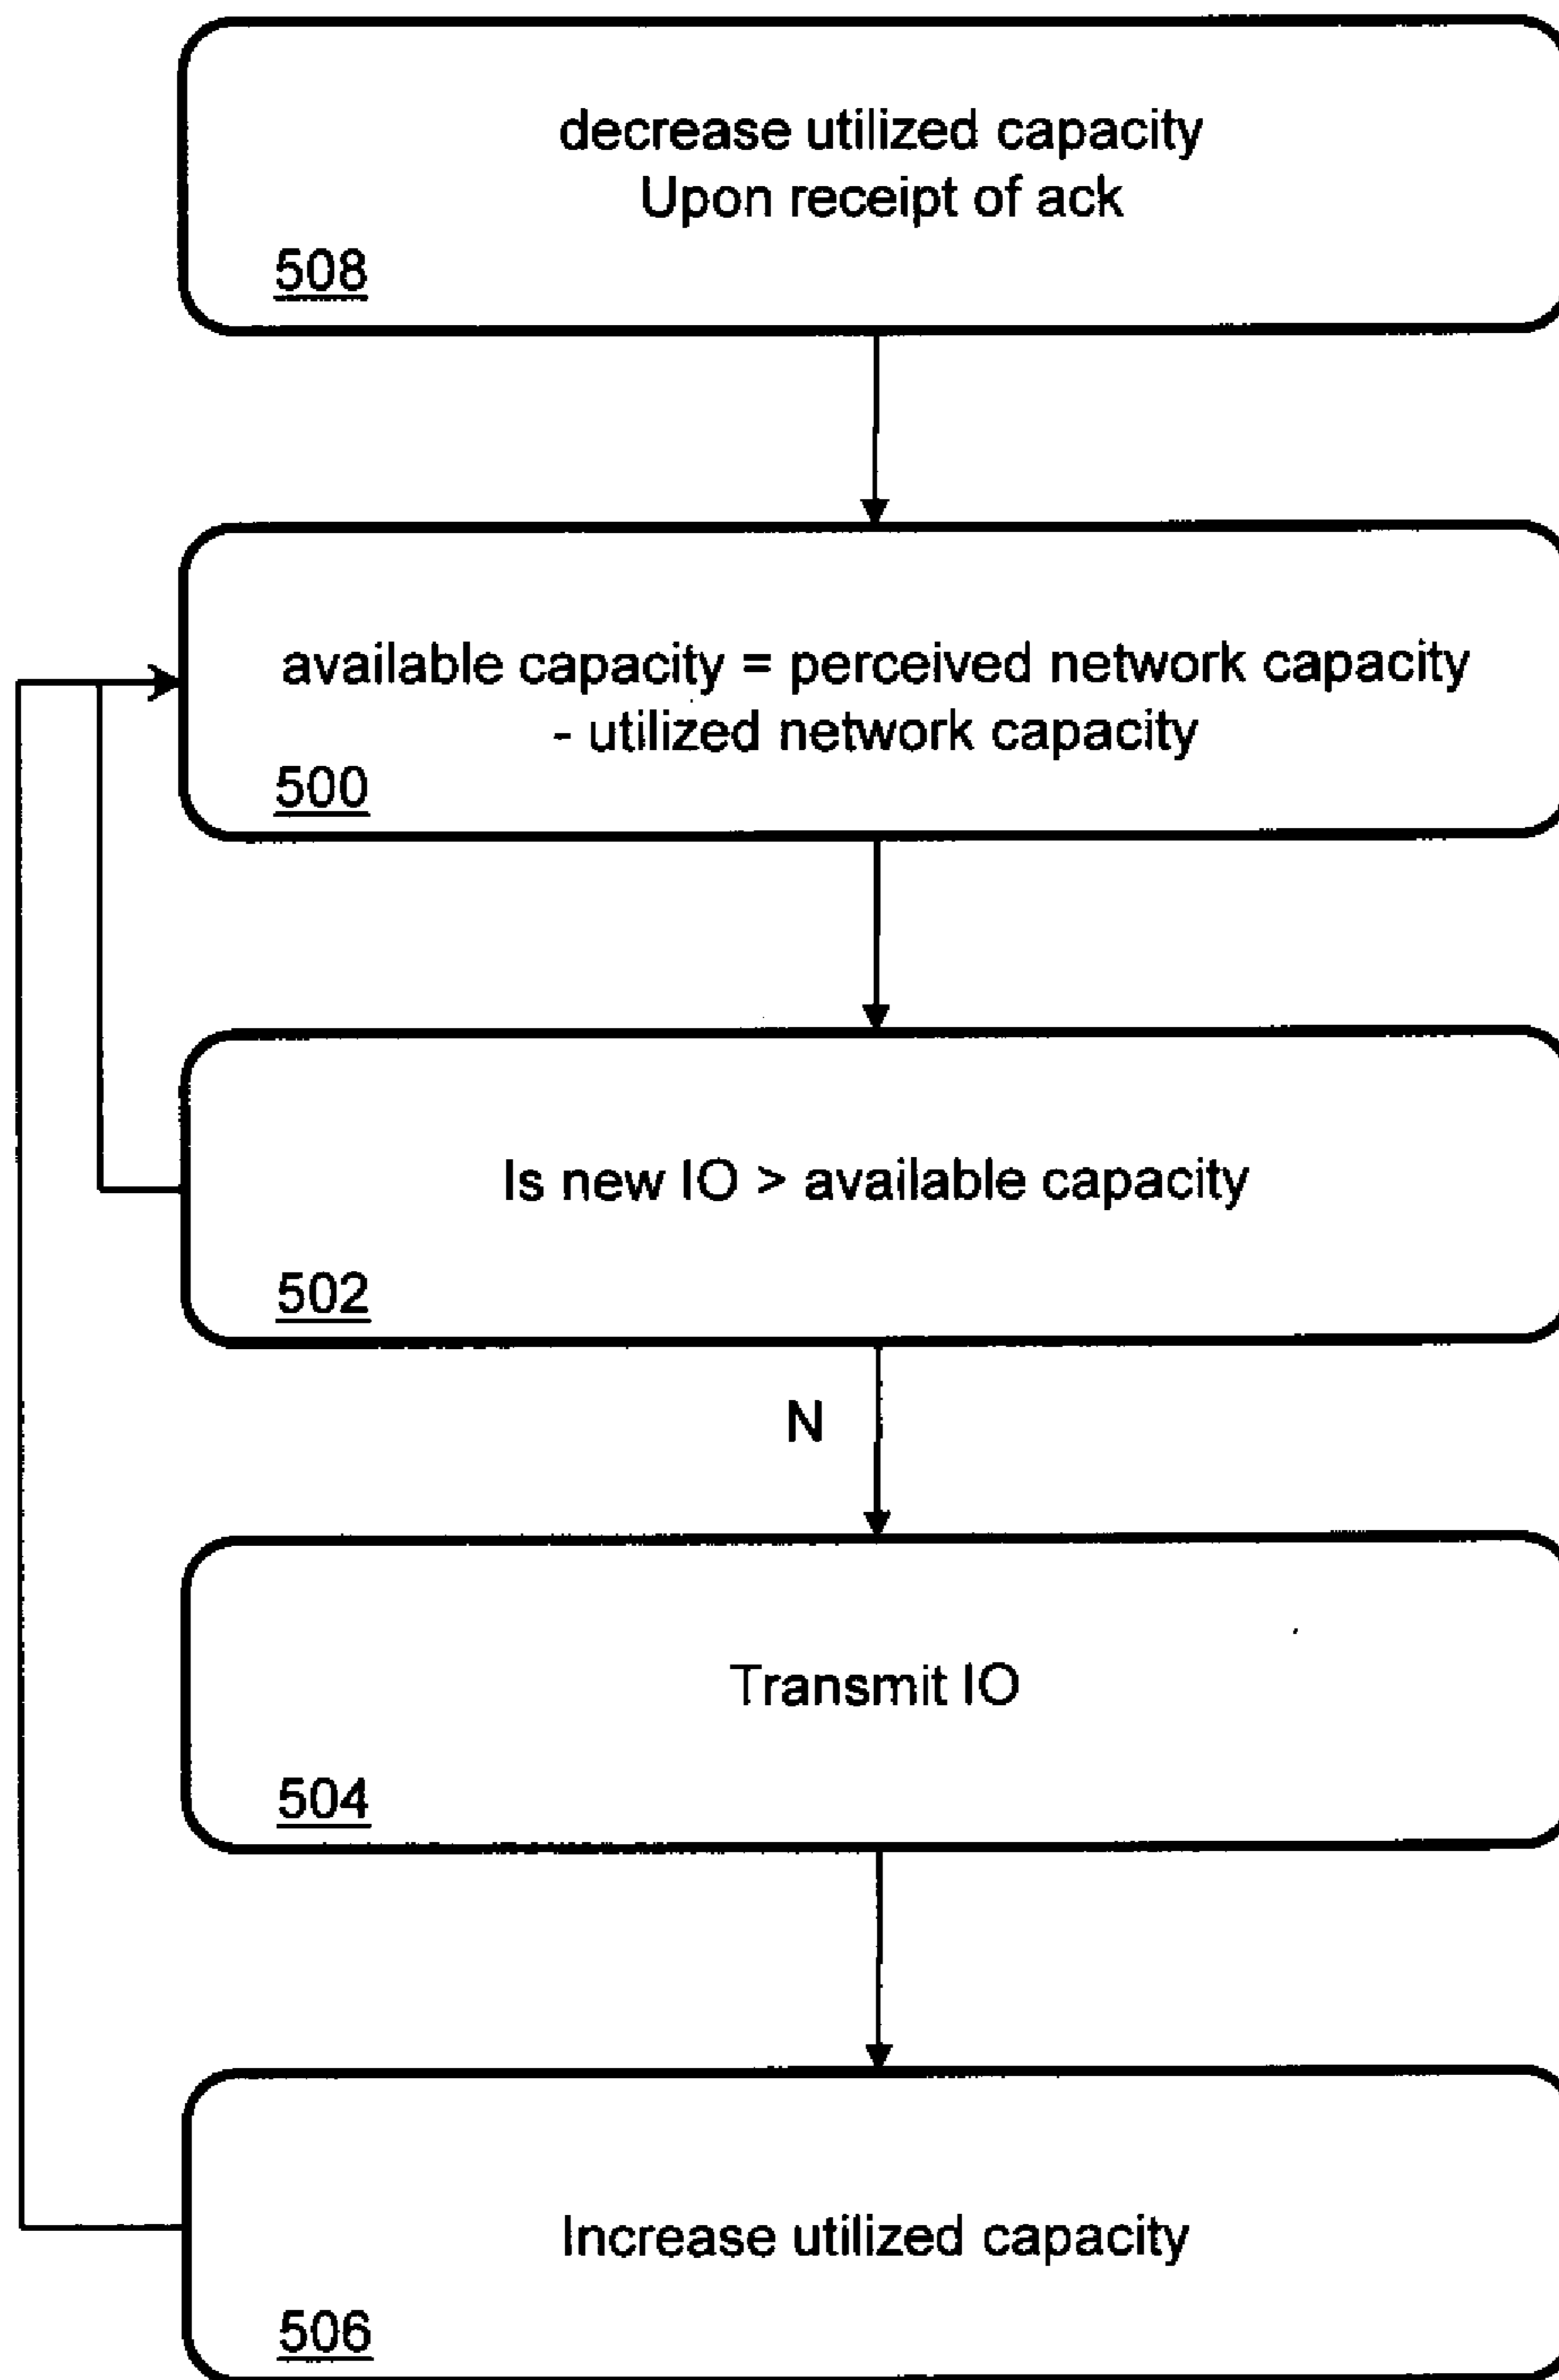 decrease utilized capacity
Upon receipt of ack
508
available capacity = perceived network capacity
- utilized network capacity
500
Is new IO > available capacity
502
N
Transmit IO
504
Increase utilized capacity
506